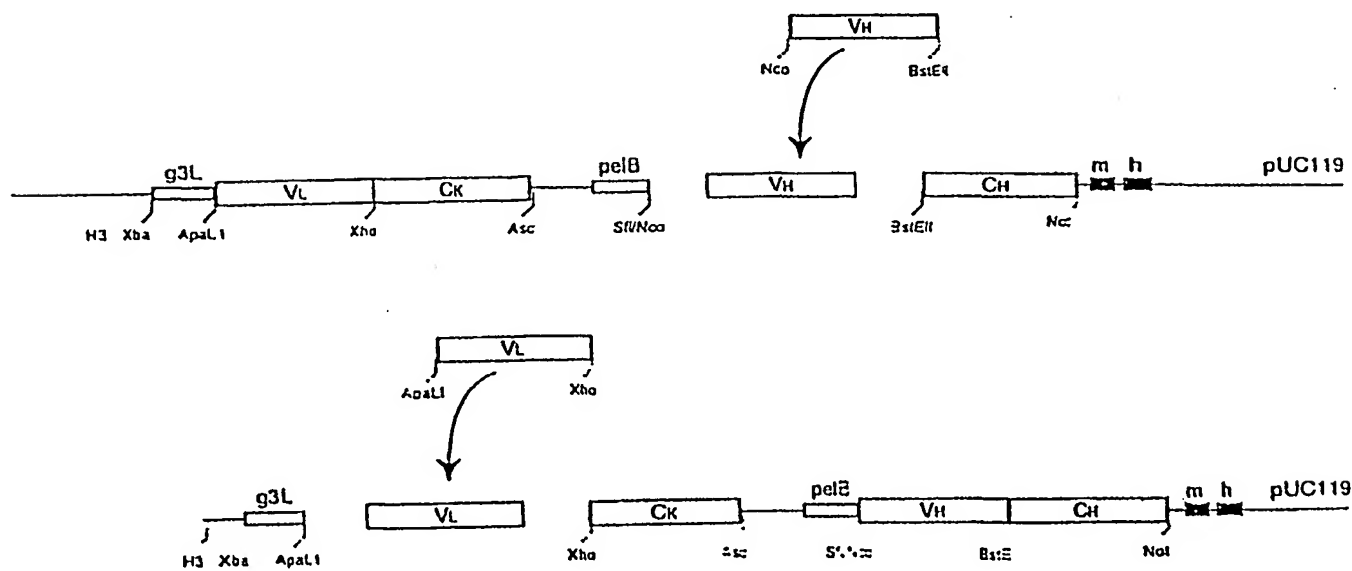 VH
Nco BstEII
g3L pelB m h pUC119
VL CK VH CH
H3 Xba ApaL1 Xho Asc Sfi/Nco BstEII
VL
ApaL1 Xho
g3L m h pUC119
VL CK VH CH
H3 Xba ApaL1 Xho Asc BstE Not